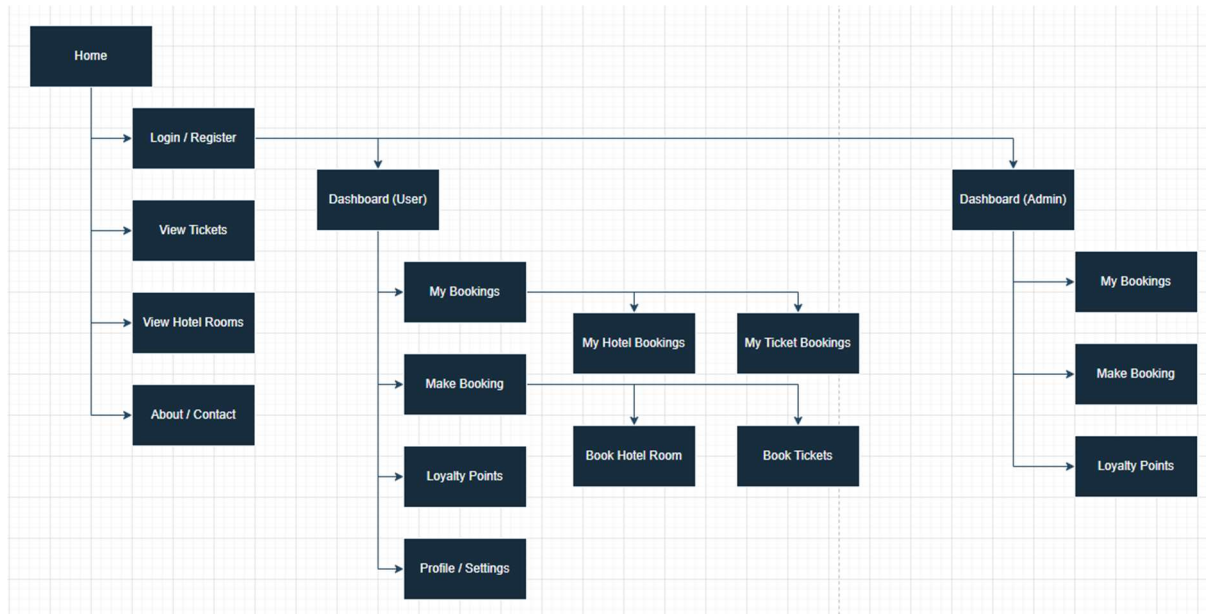 Home
Login / Register
View Tickets
View Hotel Rooms
About / Contact
Dashboard (User)
My Bookings
My Hotel Bookings
My Ticket Bookings
Make Booking
Book Hotel Room
Book Tickets
Loyalty Points
Profile / Settings
Dashboard (Admin)
My Bookings
Make Booking
Loyalty Points